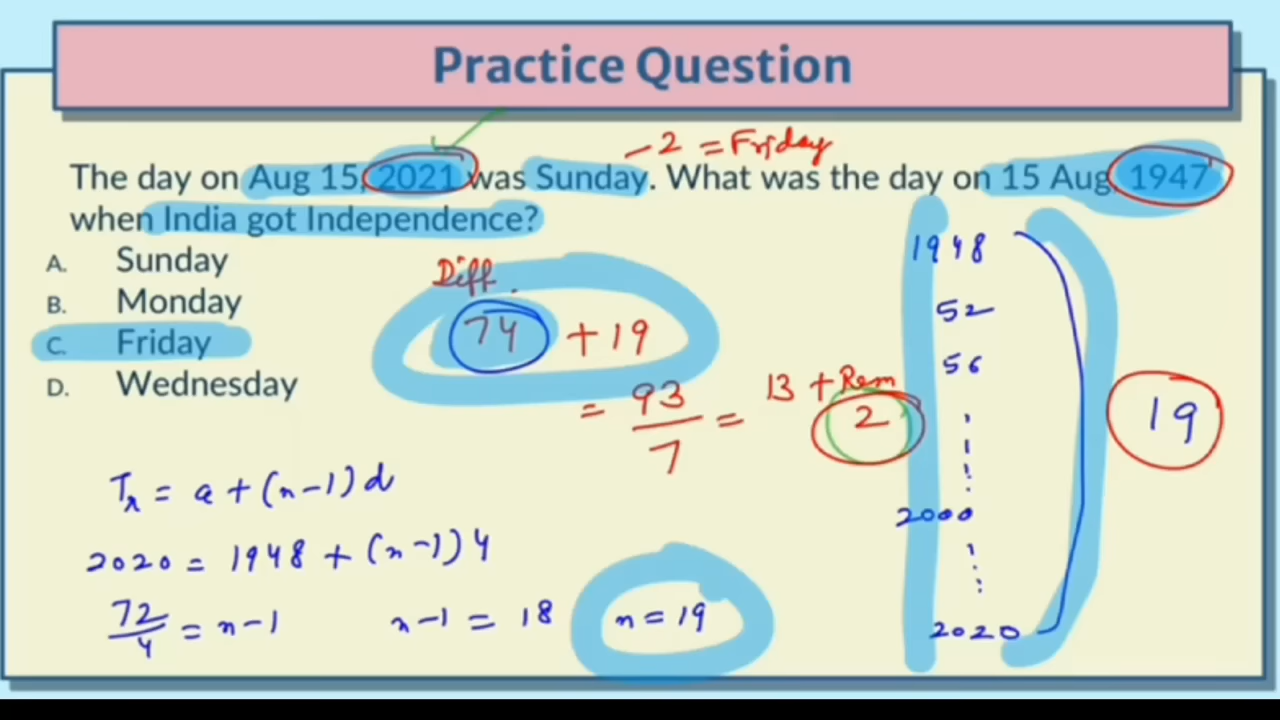 Practice Question
- 2 = Friday
The day on Aug 15, 2021 was Sunday. What was the day on 15 Aug, 1947
when India got Independence?
A. Sunday
B. Monday
C. Friday
D. Wednesday
Diff.
74 + 19
= 93/7 = 13 + Rem 2
1948
52
56
2000
2020
19
Tn = a + (n-1) d
2020 = 1948 + (n-1) 4
72/4 = n-1 n-1 = 18 n = 19